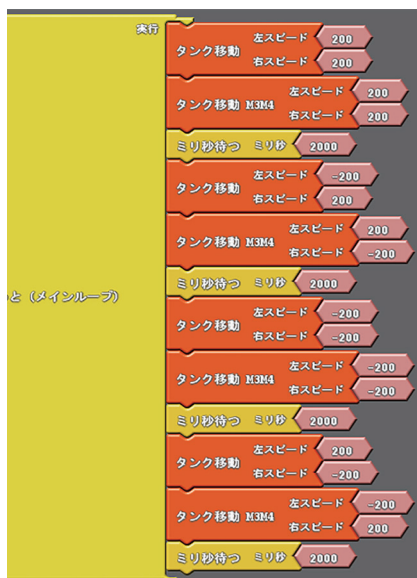 実行
タンク移動 左スピード 200
右スピード 200
タンク移動 M3M4 左スピード 200
右スピード 200
ミリ秒待つ ミリ秒 2000
タンク移動 左スピード -200
右スピード 200
タンク移動 M3M4 左スピード 200
右スピード -200
ミリ秒待つ ミリ秒 2000
と（メインループ）
タンク移動 左スピード -200
右スピード -200
タンク移動 M3M4 左スピード -200
右スピード -200
ミリ秒待つ ミリ秒 2000
タンク移動 左スピード 200
右スピード -200
タンク移動 M3M4 左スピード -200
右スピード 200
ミリ秒待つ ミリ秒 2000